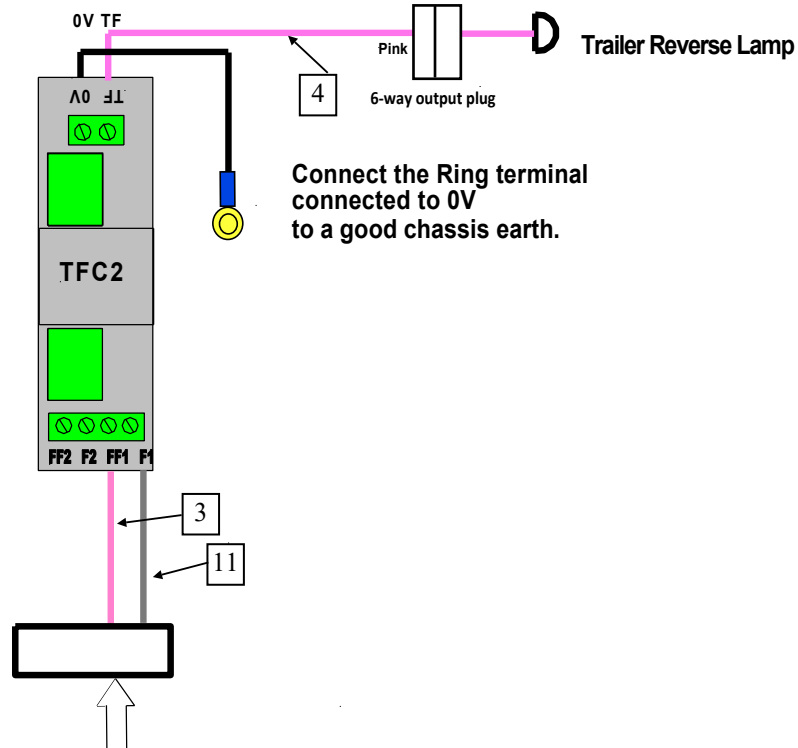 0V TF
Pink
Trailer Reverse Lamp
4
6-way output plug
0V TF
Connect the Ring terminal
connected to 0V
to a good chassis earth.
TFC2
FF2 F2 FF1 F1
3
11